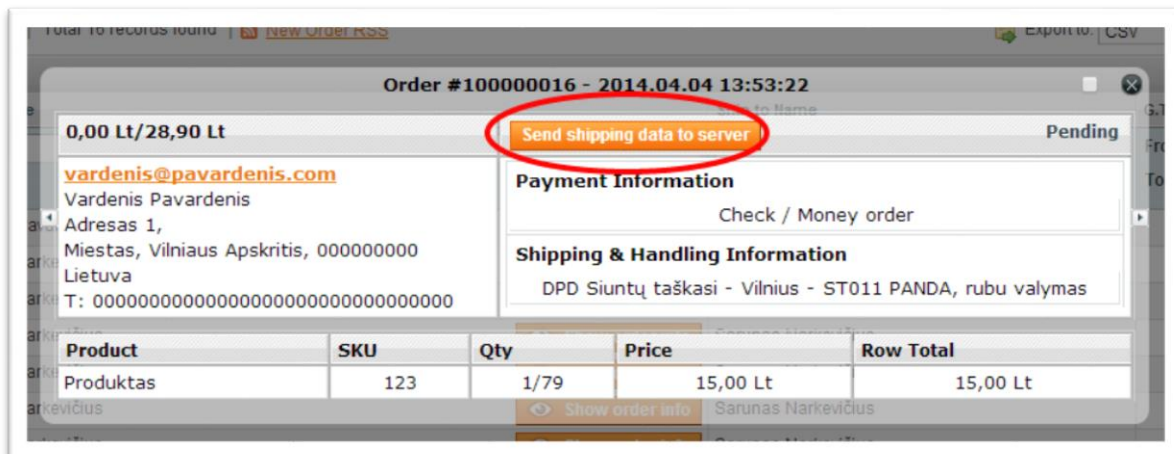 Total 16 records found | New Order RSS
Export to: CSV
Order #100000016 - 2014.04.04 13:53:22
Ship to Name
0,00 Lt/28,90 Lt
Send shipping data to server
Pending
vardenis@pavardenis.com
Vardenis Pavardenis
Adresas 1,
Miestas, Vilniaus Apskritis, 000000000
Lietuva
T: 00000000000000000000000000000000
Payment Information
Check / Money order
Shipping & Handling Information
DPD Siuntų taškasi - Vilnius - ST011 PANDA, rubu valymas
Product SKU Qty Price Row Total
Produktas 123 1/79 15,00 Lt 15,00 Lt
Show order info Sarunas Narkevičius